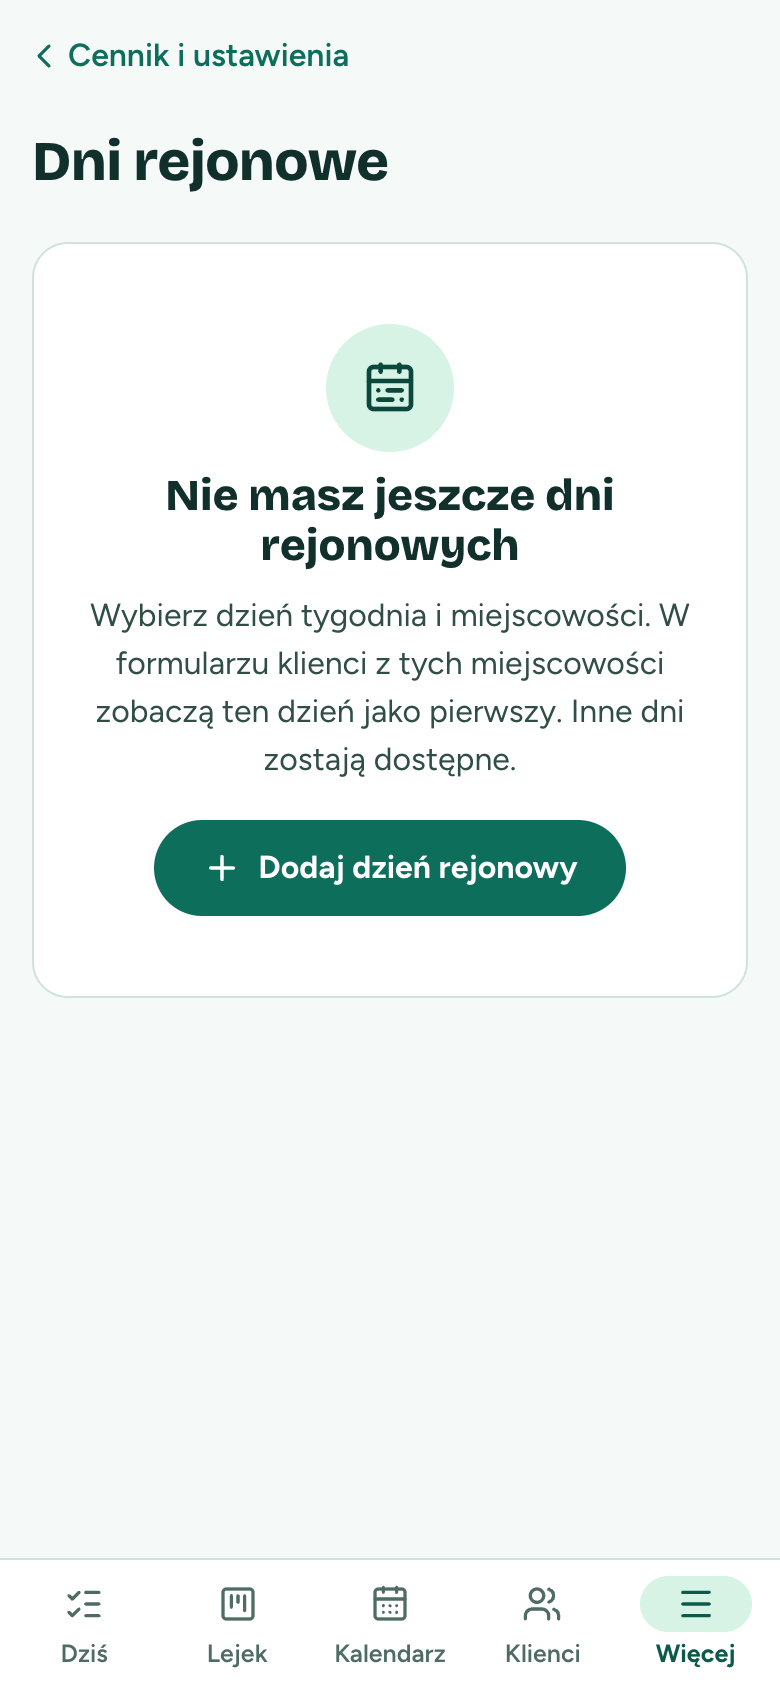 Cennik i ustawienia
Dni rejonowe
Nie masz jeszcze dni
rejonowych
Wybierz dzień tygodnia i miejscowości. W
formularzu klienci z tych miejscowości
zobaczą ten dzień jako pierwszy. Inne dni
zostają dostępne.
Dodaj dzień rejonowy
Dziś
Lejek
Kalendarz
Klienci
Więcej